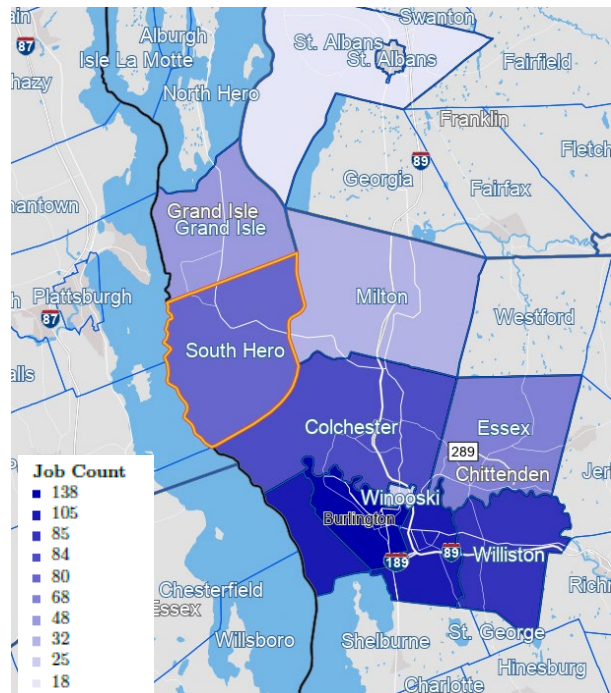 Swanton
Alburgh
St. Albans
87
Isle La Motte
St. Albans
Fairfield
hazy
North Hero
Franklin
89
Fletch
Georgia
Fairfax
mantown
Grand Isle
Grand Isle
Plattsburgh
Milton
87
Westford
South Hero
alls
Colchester
Essex
289
Chittenden
Jeri
Winooski
Burlington
189
89
Williston
Chesterfield
Essex
Richm
Willsboro
Shelburne
St. George
Hinesburg
Charlotte
Job Count
138
105
85
84
80
68
48
32
25
18